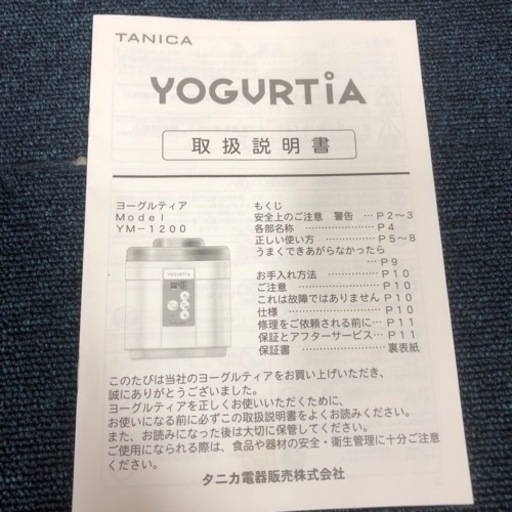 TANICA
YOGURTiA
取扱説明書
ヨーグルティア
Model
YM-1200
YOGURTiA
もくじ
安全上のご注意 警告 …P2～3
各部名称 ……………………P4
正しい使い方 …………P5～8
うまくできあがらなかったら
…P9
お手入れ方法 ……………P10
ご注意 ……………………P10
これは故障ではありません P10
仕様 ………………………P10
修理をご依頼される前に…P11
保証とアフターサービス…P11
保証書 ………………裏表紙
このたびは当社のヨーグルティアをお買い上げいただき、
誠にありがとうございました。
ヨーグルティアを正しくお使いいただくために、
お使いになる前に必ずこの取扱説明書をよくお読みください。
また、お読みになった後は大切に保管してください。
ご使用になられる際は、食品や器材の安全・衛生管理に十分ご注意
ください。
タニカ電器販売株式会社